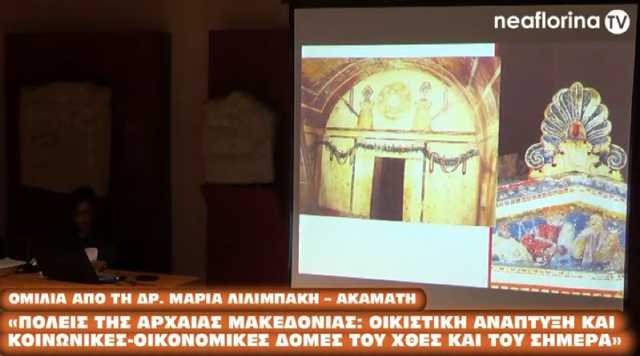 neaflorina TV
ΟΜΙΛΙΑ ΑΠΟ ΤΗ ΔΡ. ΜΑΡΙΑ ΛΙΛΙΜΠΑΚΗ – ΑΚΑΜΑΤΗ
«ΠΟΛΕΙΣ ΤΗΣ ΑΡΧΑΙΑΣ ΜΑΚΕΔΟΝΙΑΣ: ΟΙΚΙΣΤΙΚΗ ΑΝΑΠΤΥΞΗ ΚΑΙ
ΚΟΙΝΩΝΙΚΕΣ-ΟΙΚΟΝΟΜΙΚΕΣ ΔΟΜΕΣ ΤΟΥ ΧΘΕΣ ΚΑΙ ΤΟΥ ΣΗΜΕΡΑ»